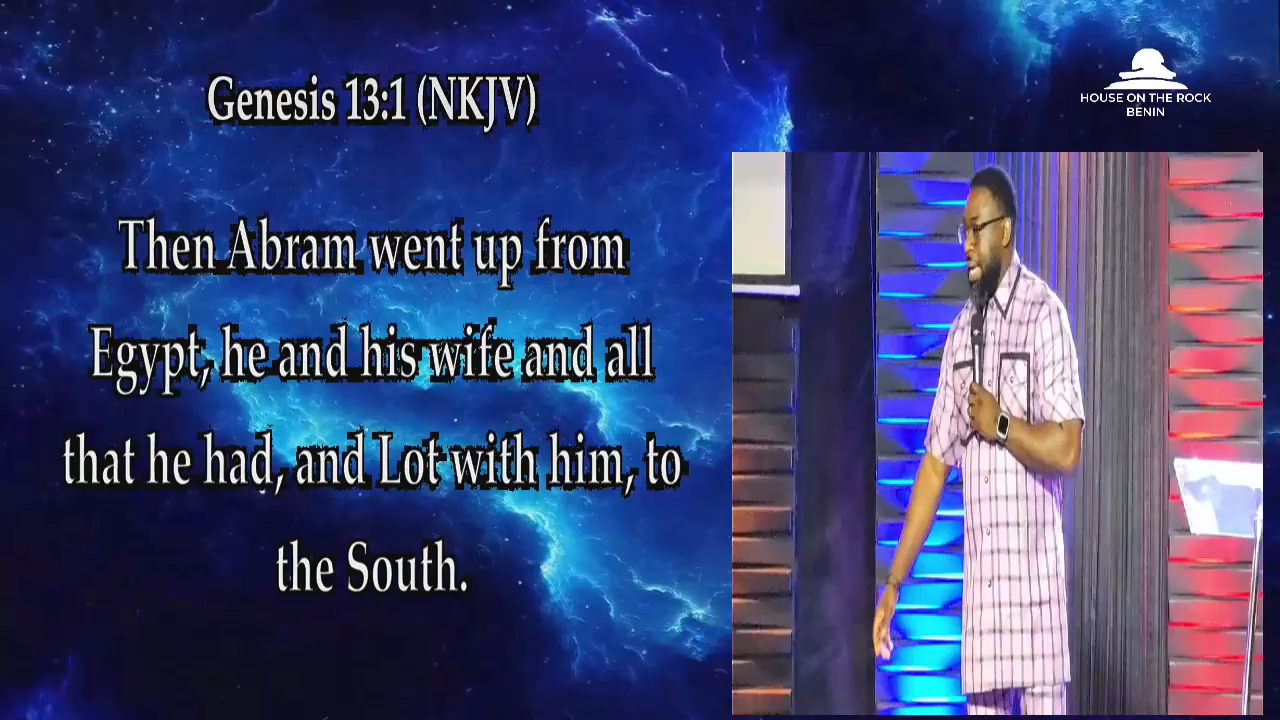 Genesis 13:1 (NKJV)
Then Abram went up from
Egypt, he and his wife and all
that he had, and Lot with him, to
the South.
HOUSE ON THE ROCK
BENIN